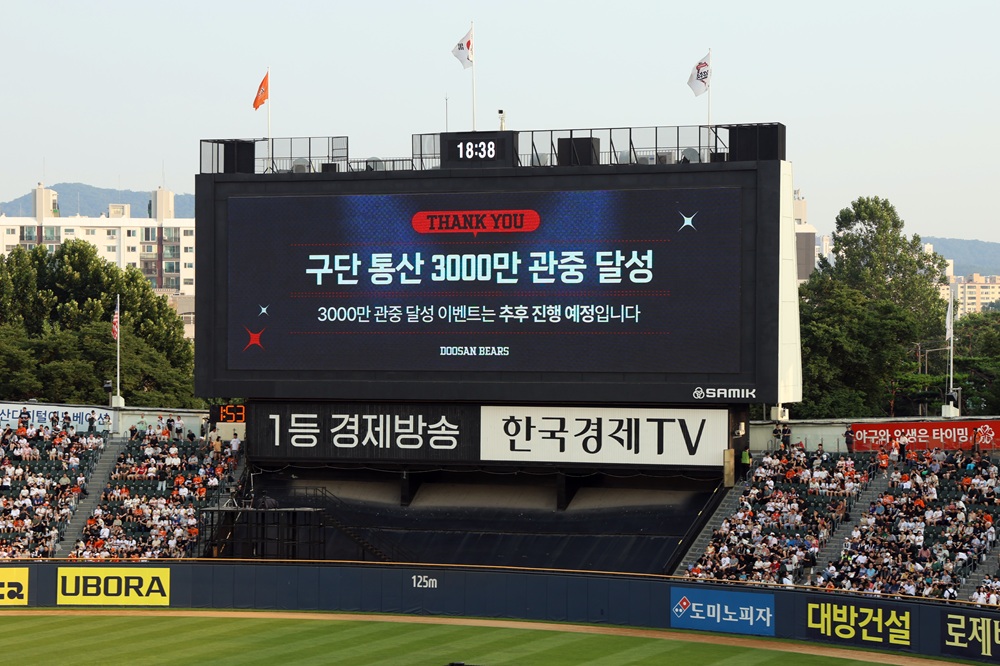 18:38
THANK YOU
구단 통산 3000만 관중 달성
3000만 관중 달성 이벤트는 추후 진행 예정입니다
DOOSAN BEARS
SAMIK
1:53
1등 경제방송
한국경제TV
야구와 인생은 타이밍
125m
UBORA
도미노피자
대방건설
로제